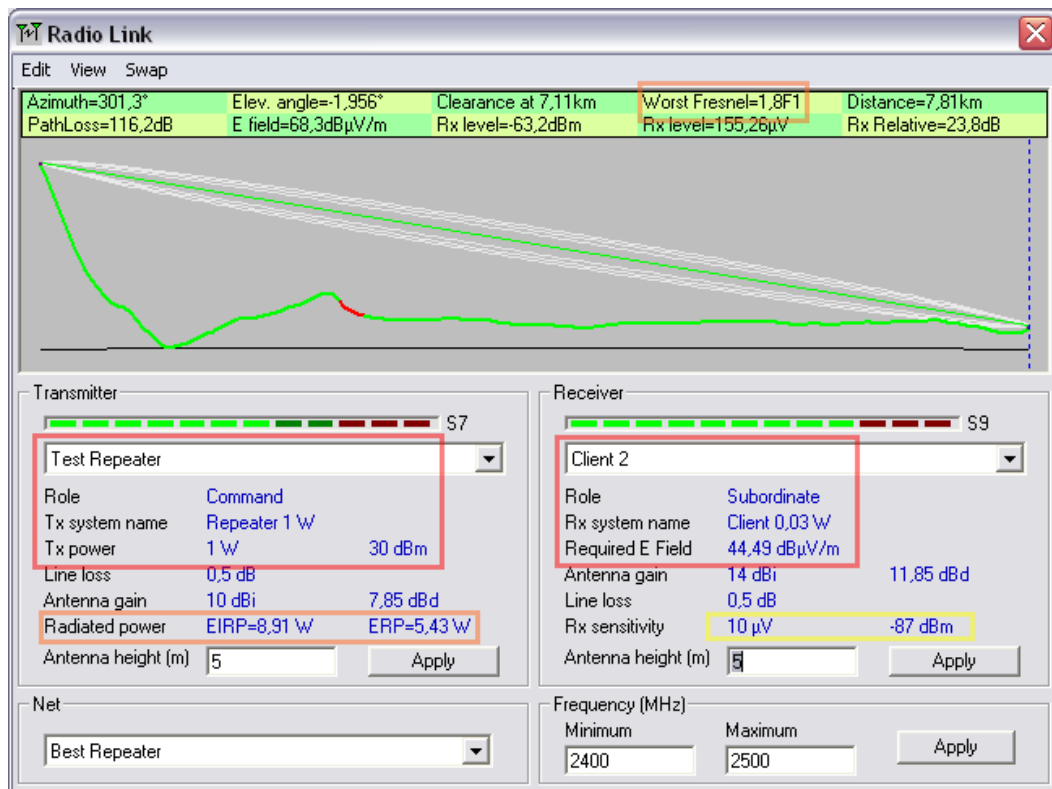 Radio Link
Edit View Swap
Azimuth=301,3° Elev. angle=-1,956° Clearance at 7,11km Worst Fresnel=1,8F1 Distance=7,81km
PathLoss=116,2dB E field=68,3dBµV/m Rx level=-63,2dBm Rx level=155,26µV Rx Relative=23,8dB
Transmitter
S7
Test Repeater
Role Command
Tx system name Repeater 1 W
Tx power 1 W 30 dBm
Line loss 0,5 dB
Antenna gain 10 dBi 7,85 dBd
Radiated power EIRP=8,91 W ERP=5,43 W
Antenna height (m) 5 Apply
Receiver
S9
Client 2
Role Subordinate
Rx system name Client 0,03 W
Required E Field 44,49 dBµV/m
Antenna gain 14 dBi 11,85 dBd
Line loss 0,5 dB
Rx sensitivity 10 µV -87 dBm
Antenna height (m) 5 Apply
Net
Best Repeater
Frequency (MHz)
Minimum Maximum
2400 2500 Apply